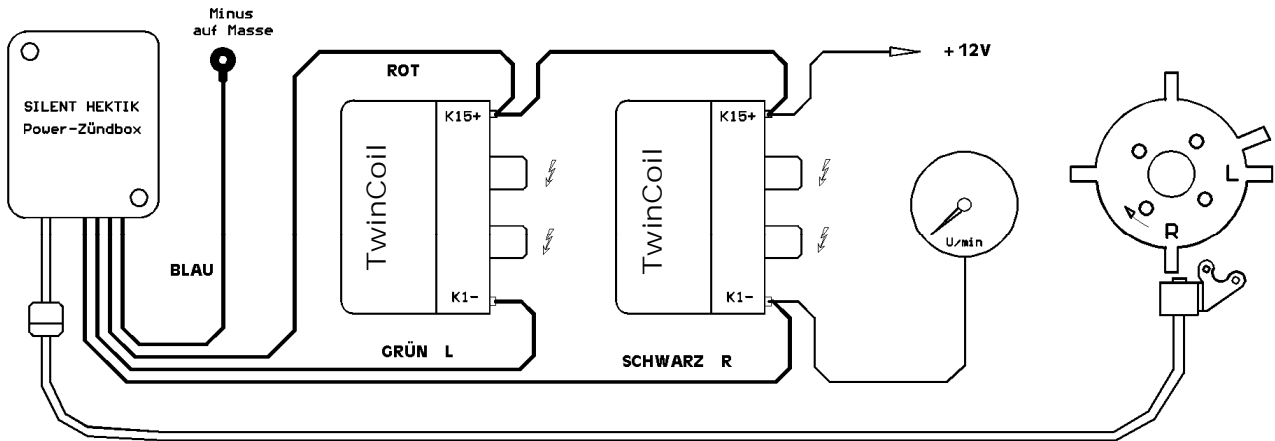 Minus
auf Masse
SILENT HEKTIK
Power-Zündbox
ROT
K15+
TwinCoil
K1-
K15+
TwinCoil
K1-
+12V
U/min
L
R
BLAU
GRÜN L
SCHWARZ R